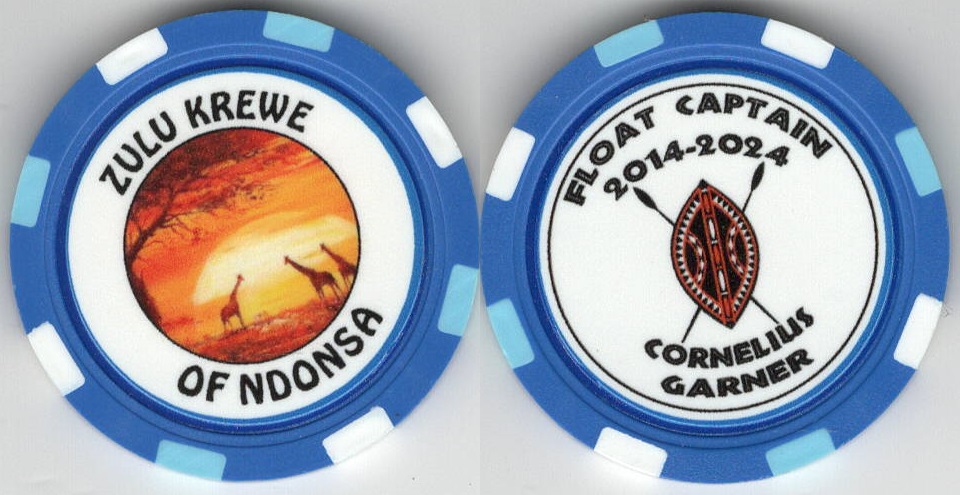 ZULU KREWE
OF NDONSA
FLOAT CAPTAIN
2014-2024
CORNELIUS
GARNER